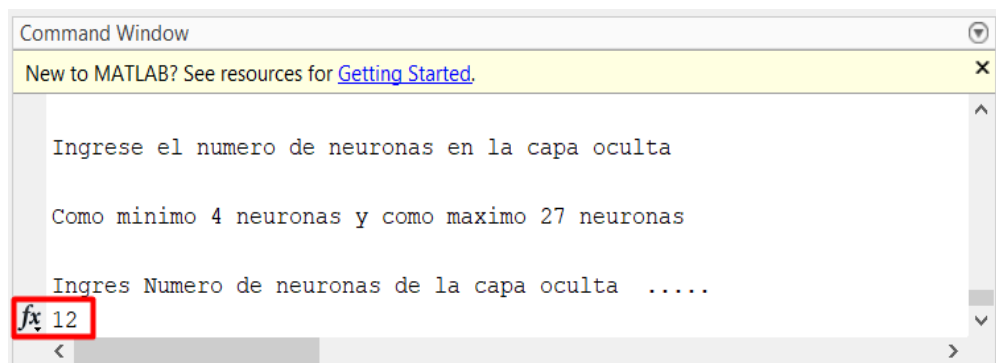 Command Window
New to MATLAB? See resources for Getting Started.
Ingrese el numero de neuronas en la capa oculta
Como minimo 4 neuronas y como maximo 27 neuronas
Ingres Numero de neuronas de la capa oculta .....
fx 12